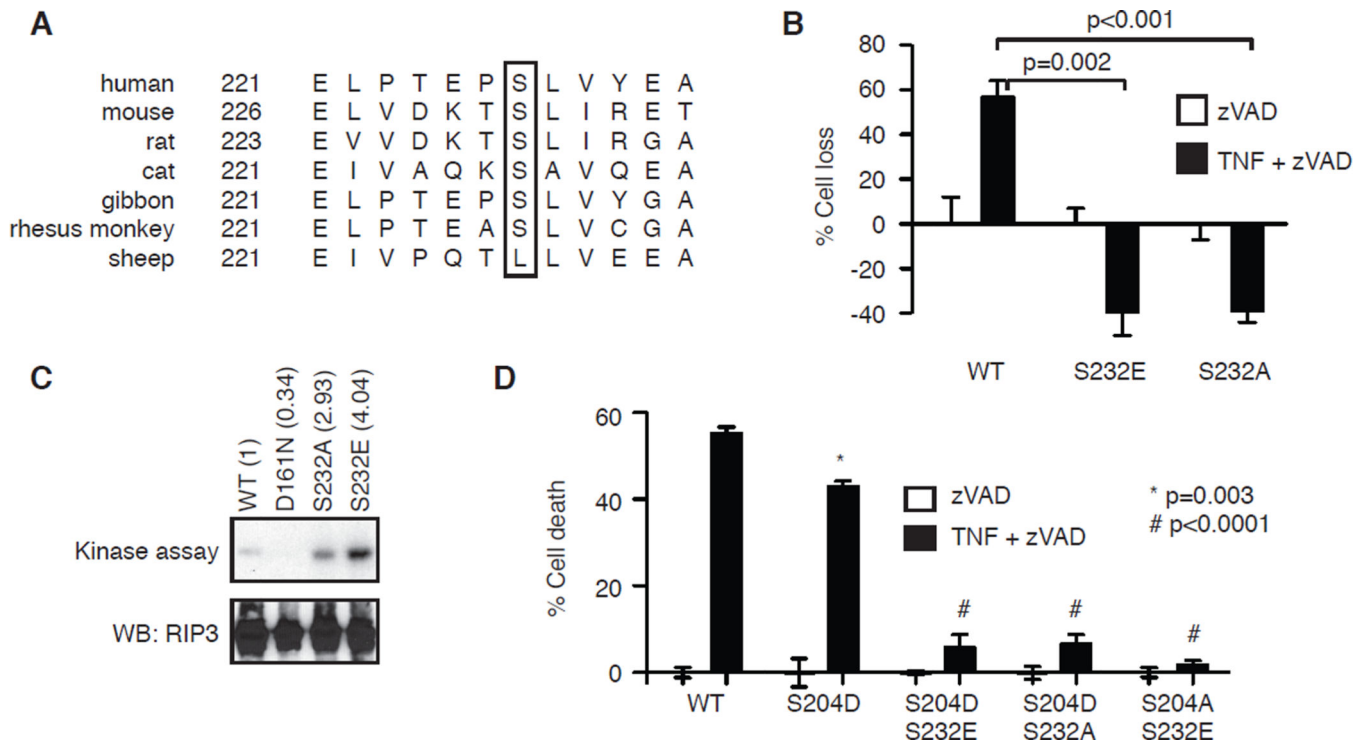 A
human 221 E L P T E P S L V Y E A
mouse 226 E L V D K T S L I R E T
rat 223 E V V D K T S L I R G A
cat 221 E I V A Q K S A V Q E A
gibbon 221 E L P T E P S L V Y G A
rhesus monkey 221 E L P T E A S L V C G A
sheep 221 E I V P Q T L L V E E A
B
p<0.001
p=0.002
% Cell loss
80
60
40
20
0
-20
-40
zVAD
TNF + zVAD
WT S232E S232A
C
WT (1)
D161N (0.34)
S232A (2.93)
S232E (4.04)
Kinase assay
WB: RIP3
D
% Cell death
60
40
20
0
*
#
#
#
zVAD
TNF + zVAD
* p=0.003
# p<0.0001
WT S204D S204D S204D S204A
S232E S232A S232E